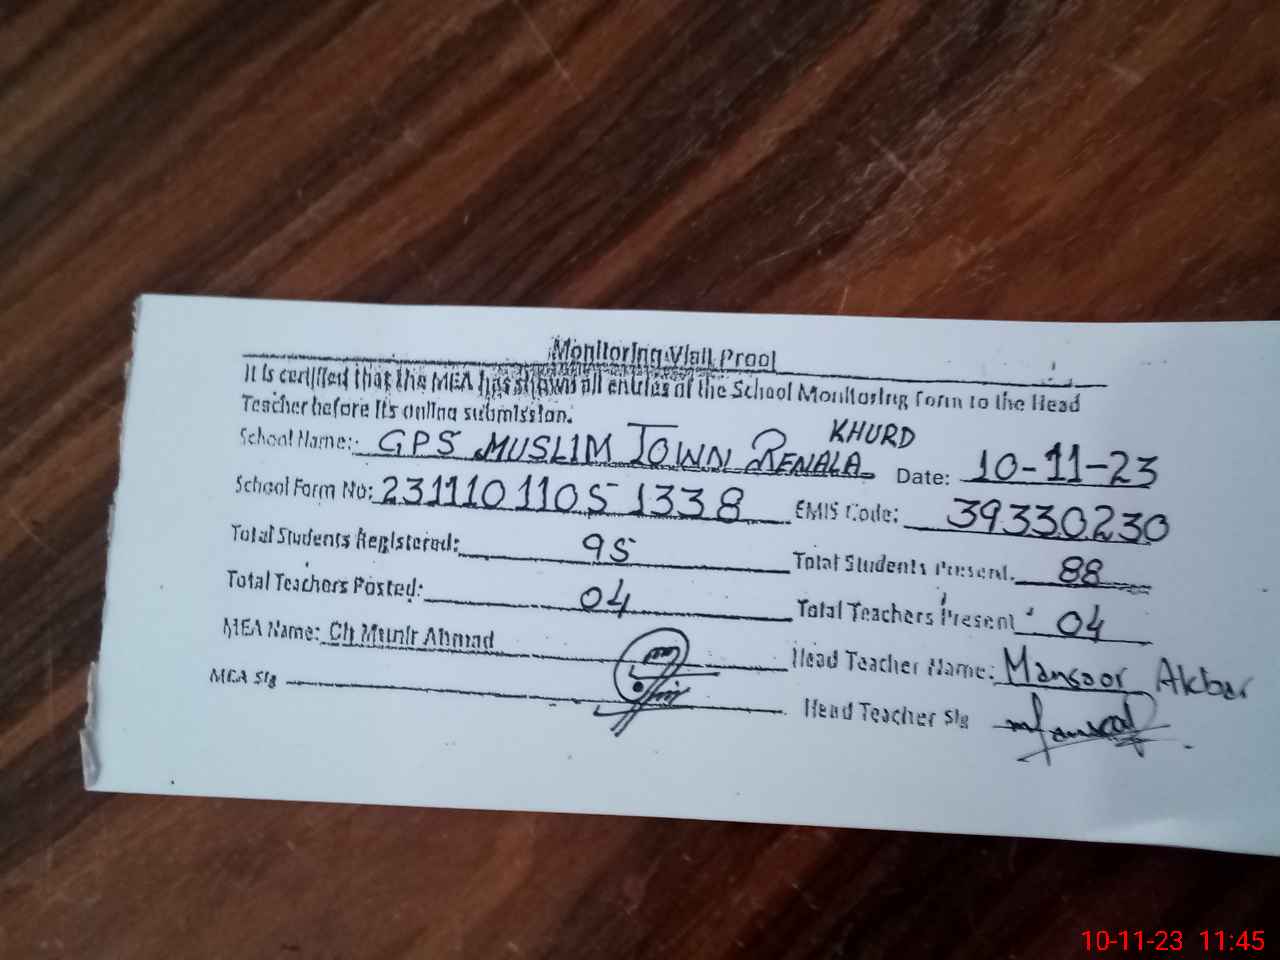 Monitoring Visit Proof
It is certified that the MEA has shown all entries of the School Monitoring form to the Head
Teacher before its online submission.
School Name: GPS MUSLIM TOWN RENALA KHURD Date: 10-11-23
School Form No: 231110 1105 1338 EMIS Code: 39330230
Total Students Registered: 95 Total Students Present. 88
Total Teachers Posted: 04 Total Teachers Present 04
MEA Name: Ch Munir Ahmad Head Teacher Name: Mansoor Akbar
MEA Sig Head Teacher Sig
10-11-23 11:45